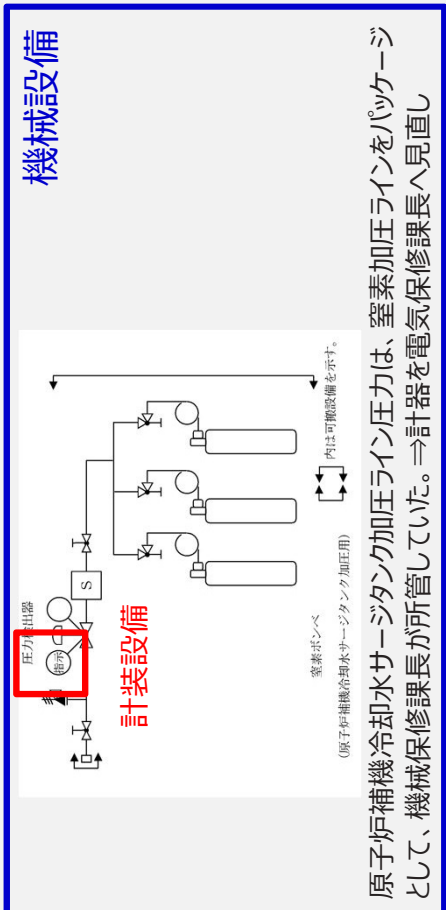 機械設備
圧力検出器
指示
S
計装設備
窒素ボンベ
(原子炉補機冷却水サージタンク加圧用)
内は可搬設備を示す。
原子炉補機冷却水サージタンク加圧ライン圧力は、窒素加圧ラインをパッケージ
として、機械保修課長が所管していた。⇒計器を電気保修課長へ見直し